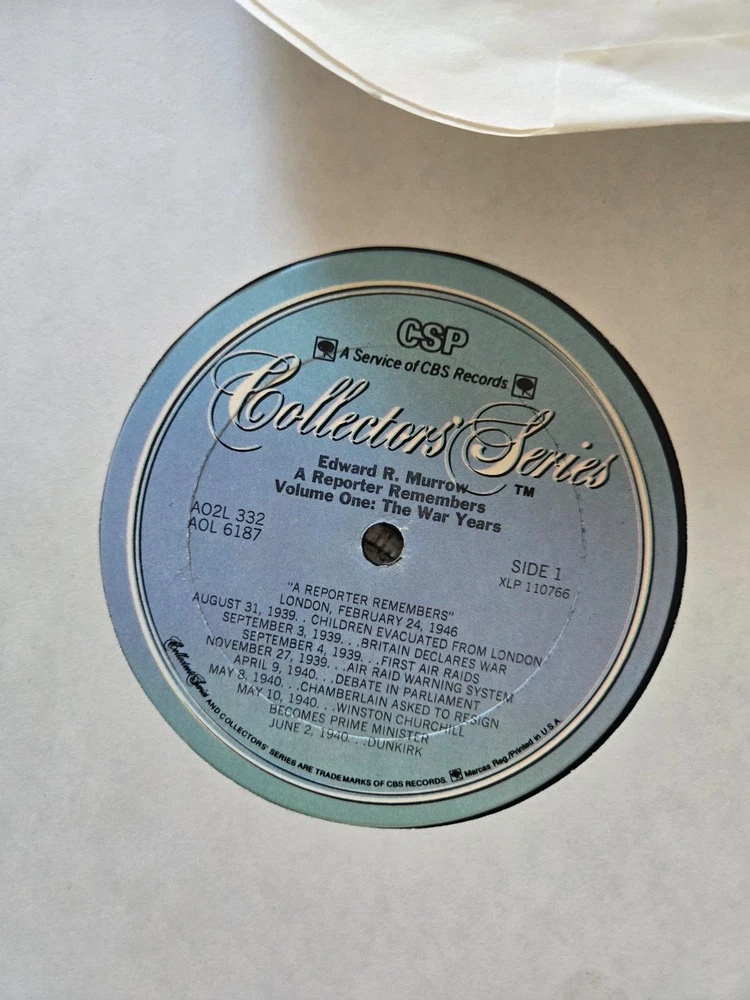 CSP
A Service of CBS Records
Collectors' Series
TM
Edward R. Murrow
A Reporter Remembers
Volume One: The War Years
AO2L 332
AOL 6187
SIDE 1
XLP 110766
"A REPORTER REMEMBERS"
LONDON, FEBRUARY 24, 1946
AUGUST 31, 1939. . .CHILDREN EVACUATED FROM LONDON
SEPTEMBER 3, 1939. . .BRITAIN DECLARES WAR
SEPTEMBER 4, 1939. . .FIRST AIR RAIDS
NOVEMBER 27, 1939. . .AIR RAID WARNING SYSTEM
APRIL 9, 1940. . .DEBATE IN PARLIAMENT
MAY 8, 1940. . .CHAMBERLAIN ASKED TO RESIGN
MAY 10, 1940. . .WINSTON CHURCHILL
BECOMES PRIME MINISTER
JUNE 2, 1940. . .DUNKIRK
Collectors' Series AND COLLECTORS' SERIES ARE TRADEMARKS OF CBS RECORDS. Marcas Reg./Printed in U.S.A.